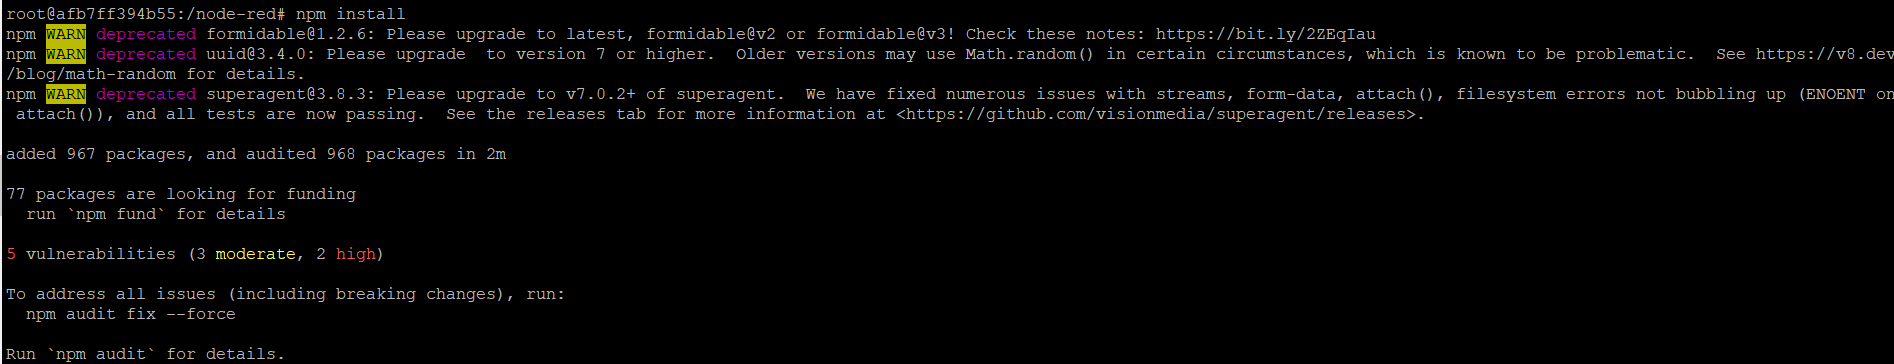 root@afb7ff394b55:/node-red# npm install
npm WARN deprecated formidable@1.2.6: Please upgrade to latest, formidable@v2 or formidable@v3! Check these notes: https://bit.ly/2ZEqIau
npm WARN deprecated uuid@3.4.0: Please upgrade  to version 7 or higher.  Older versions may use Math.random() in certain circumstances, which is known to be problematic.  See https://v8.dev
/blog/math-random for details.
npm WARN deprecated superagent@3.8.3: Please upgrade to v7.0.2+ of superagent.  We have fixed numerous issues with streams, form-data, attach(), filesystem errors not bubbling up (ENOENT on
 attach()), and all tests are now passing.  See the releases tab for more information at <https://github.com/visionmedia/superagent/releases>.
added 967 packages, and audited 968 packages in 2m
77 packages are looking for funding
  run `npm fund` for details
5 vulnerabilities (3 moderate, 2 high)
To address all issues (including breaking changes), run:
  npm audit fix --force
Run `npm audit` for details.